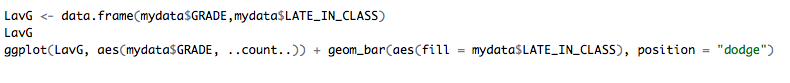 LavG <- data.frame(mydata$GRADE,mydata$LATE_IN_CLASS)
LavG
ggplot(LavG, aes(mydata$GRADE, ..count..)) + geom_bar(aes(fill = mydata$LATE_IN_CLASS), position = "dodge")